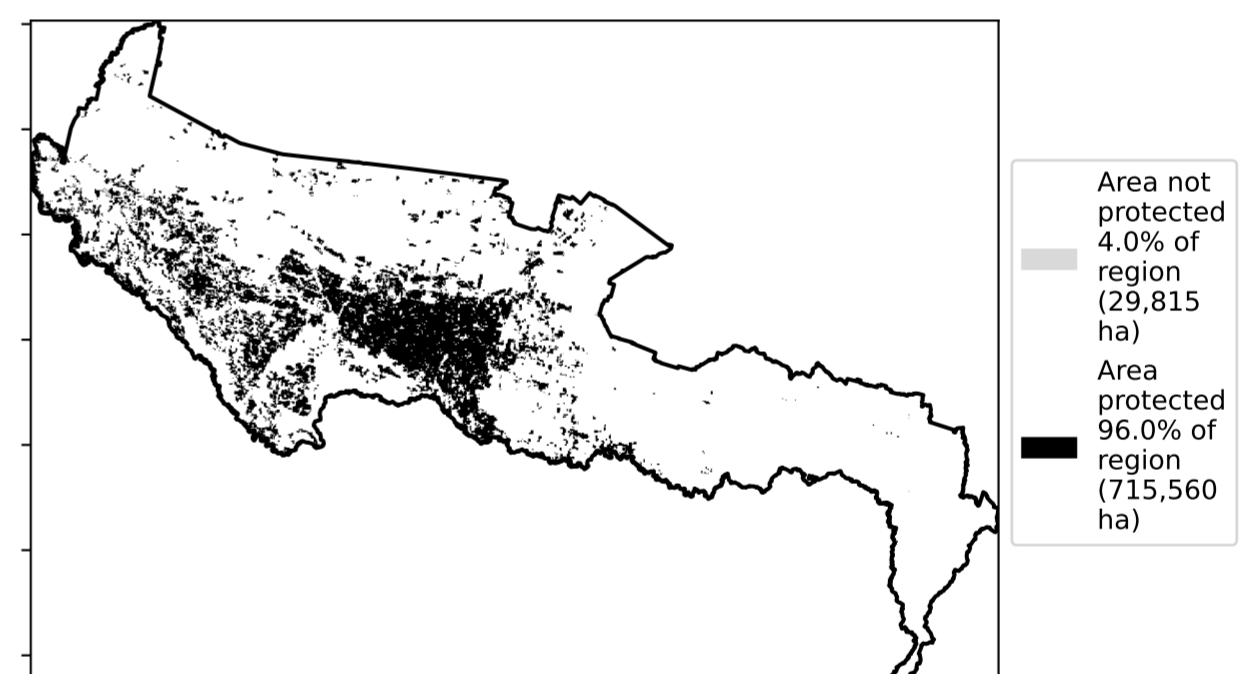 Area not
protected
4.0% of
region
(29,815
ha)
Area
protected
96.0% of
region
(715,560
ha)